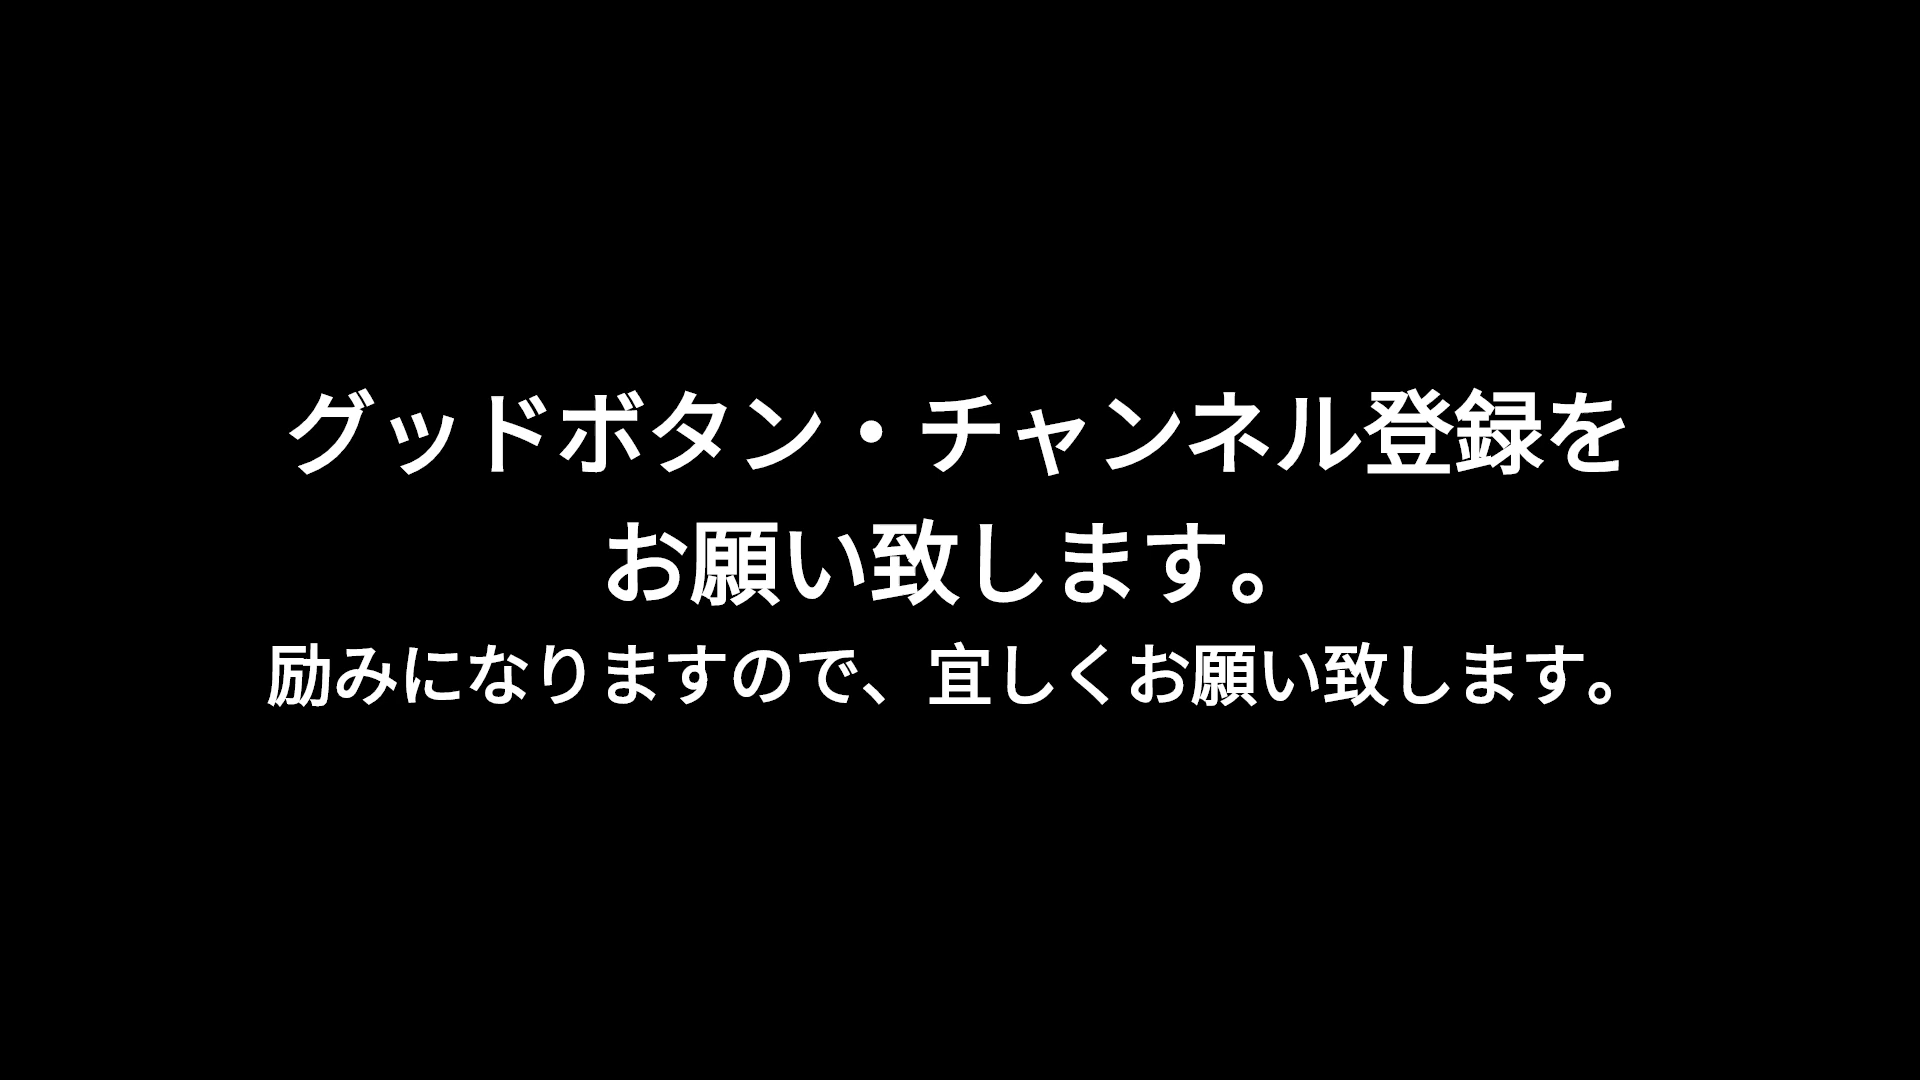 グッドボタン・チャンネル登録を
お願い致します。
励みになりますので、宜しくお願い致します。